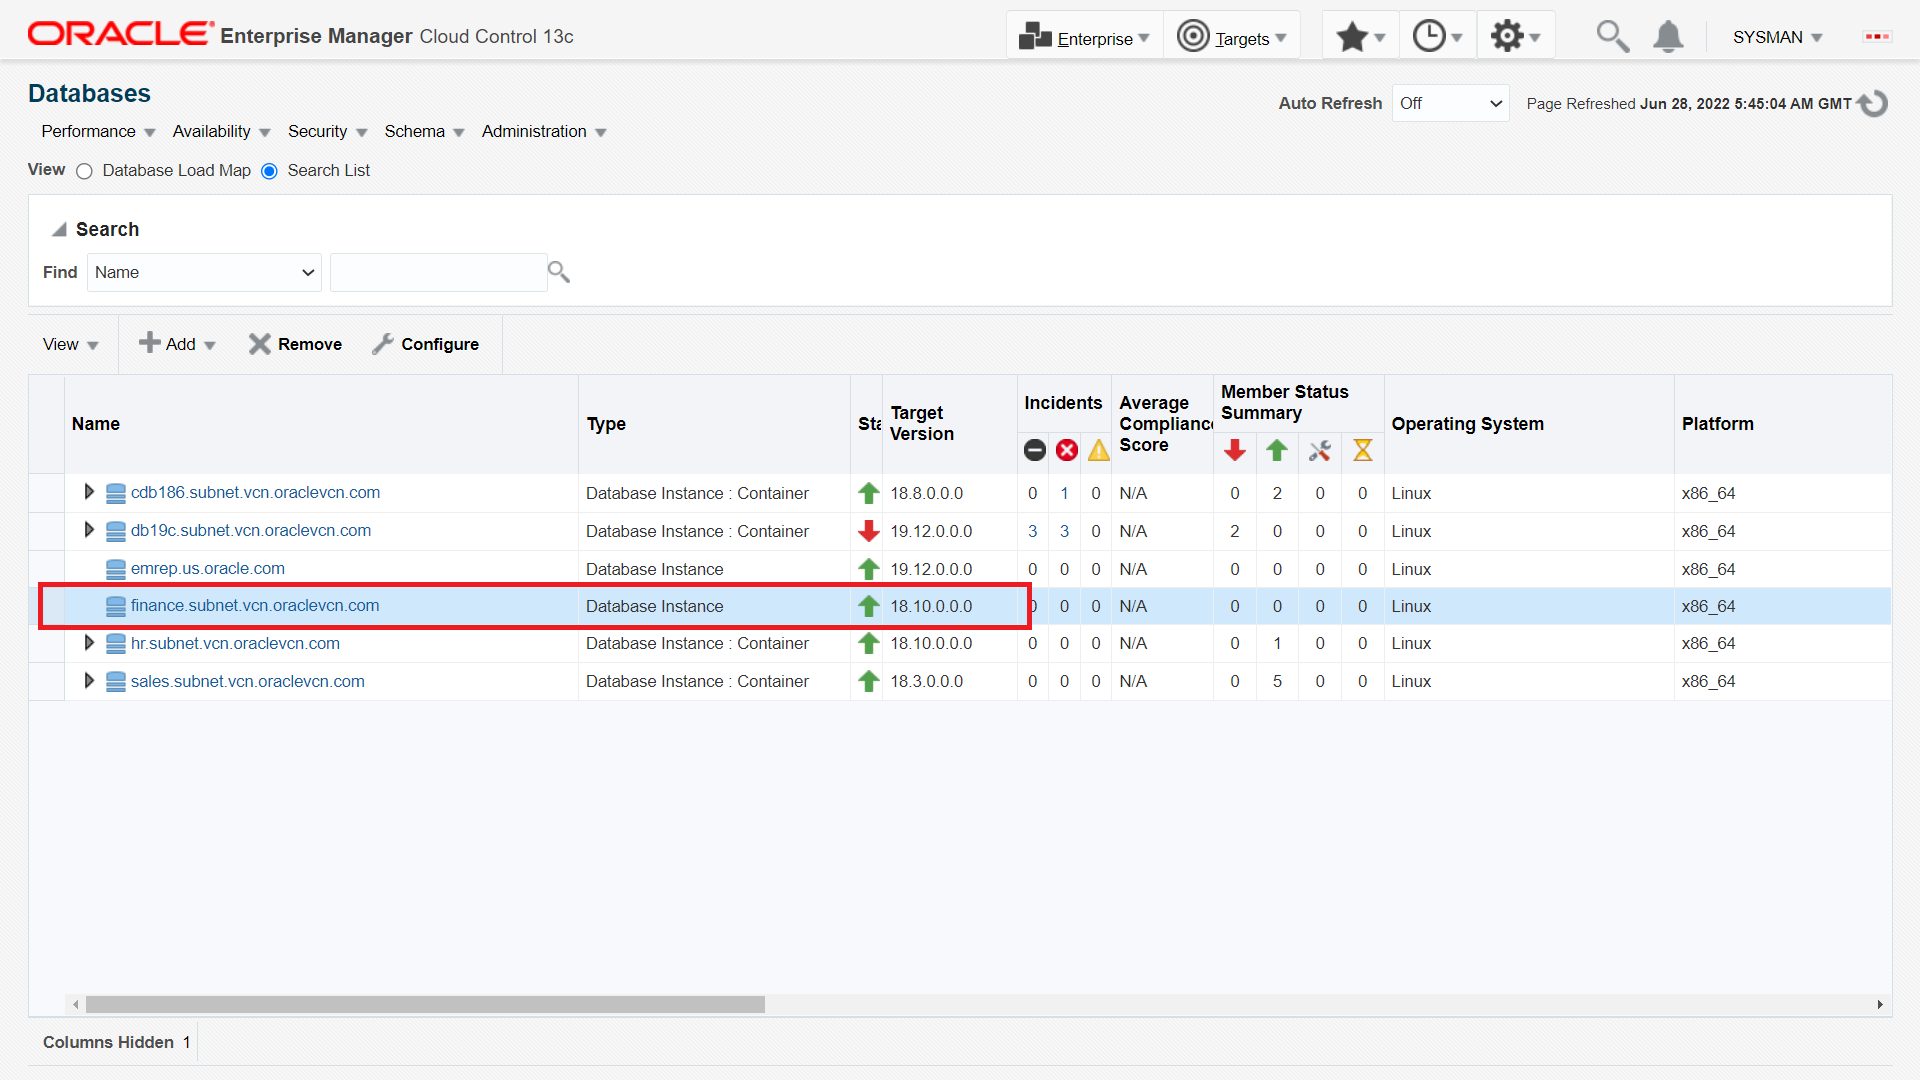 ORACLE Enterprise Manager Cloud Control 13c
Enterprise
Targets
SYSMAN
Databases
Auto Refresh Off Page Refreshed Jun 28, 2022 5:45:04 AM GMT
Performance Availability Security Schema Administration
View Database Load Map Search List
Search
Find Name
View Add Remove Configure
Name Type Sta Target Version Incidents Average Compliance Score Member Status Summary Operating System Platform
cdb186.subnet.vcn.oraclevcn.com Database Instance : Container 18.8.0.0.0 0 1 0 N/A 0 2 0 0 Linux x86_64
db19c.subnet.vcn.oraclevcn.com Database Instance : Container 19.12.0.0.0 3 3 0 N/A 2 0 0 0 Linux x86_64
emrep.us.oracle.com Database Instance 19.12.0.0.0 0 0 0 N/A 0 0 0 0 Linux x86_64
finance.subnet.vcn.oraclevcn.com Database Instance 18.10.0.0.0 0 0 0 N/A 0 0 0 0 Linux x86_64
hr.subnet.vcn.oraclevcn.com Database Instance : Container 18.10.0.0.0 0 0 0 N/A 0 1 0 0 Linux x86_64
sales.subnet.vcn.oraclevcn.com Database Instance : Container 18.3.0.0.0 0 0 0 N/A 0 5 0 0 Linux x86_64
Columns Hidden 1